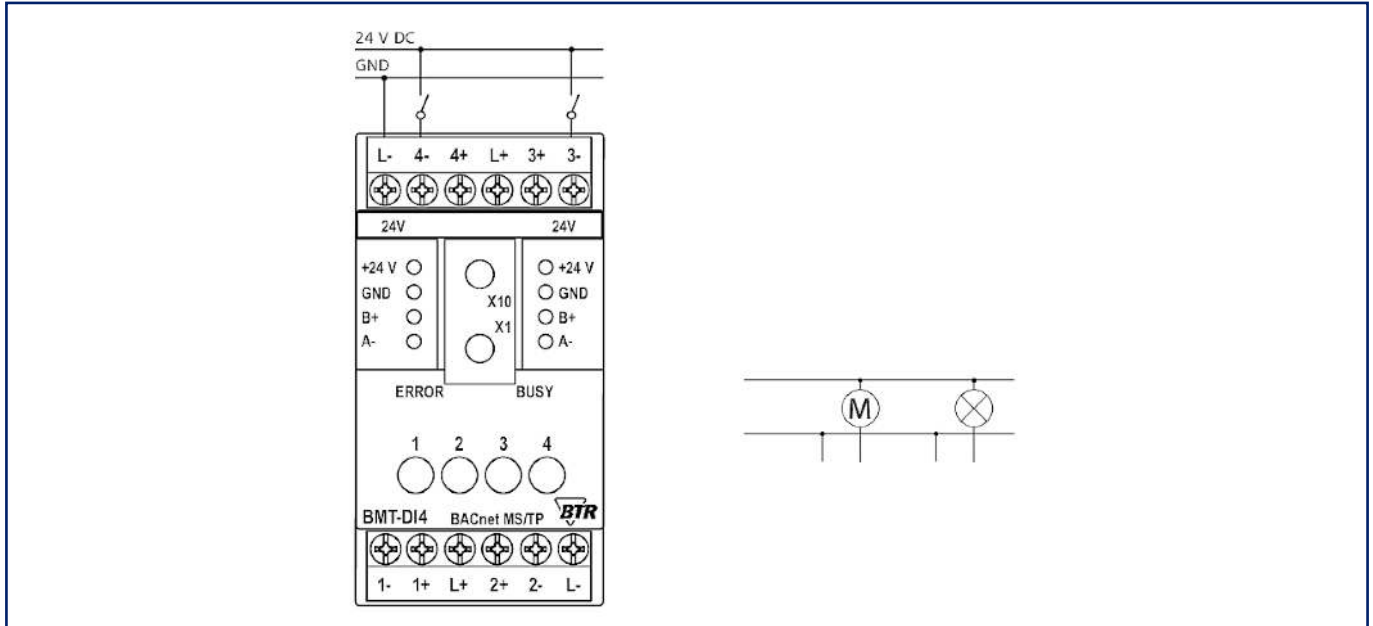 24 V DC
GND
L- 4- 4+ L+ 3+ 3-
24V 24V
+24 V +24 V
GND GND
X10
B+ B+
X1
A- A-
ERROR BUSY
1 2 3 4
BMT-DI4 BACnet MS/TP BTR
1- 1+ L+ 2+ 2- L-
M